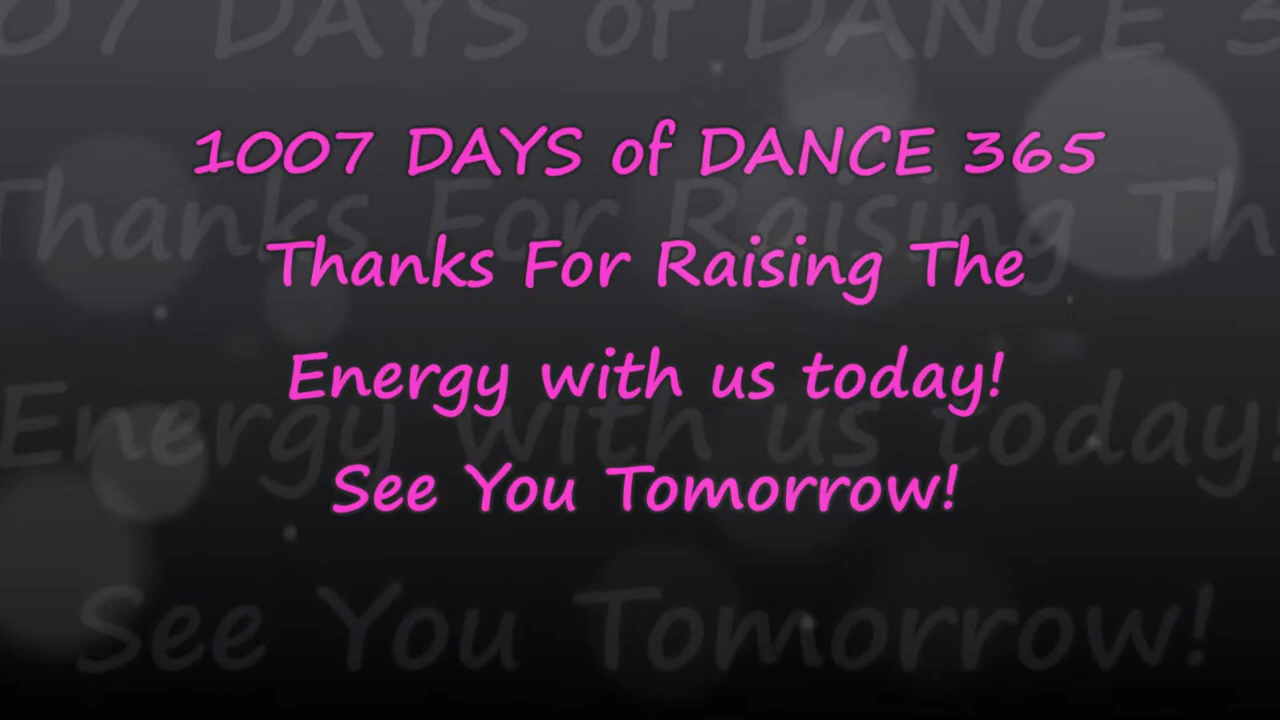 1007 DAYS of DANCE 365
Thanks For Raising The
Energy with us today!
See You Tomorrow!